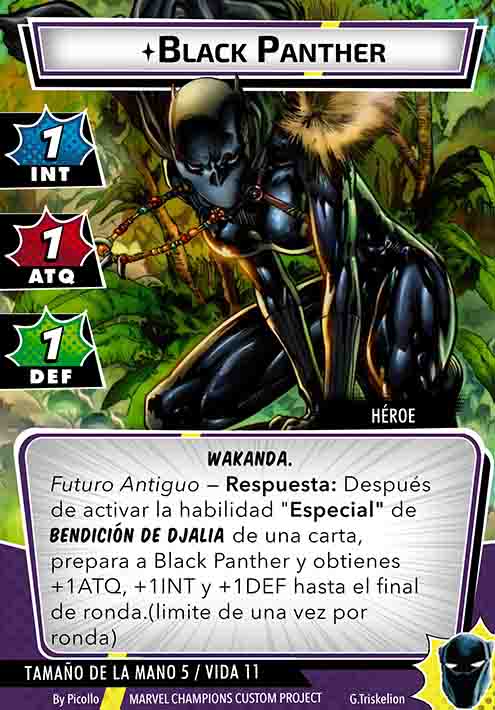 BLACK PANTHER
1
INT
1
ATQ
1
DEF
HÉROE
WAKANDA.
Futuro Antiguo – Respuesta: Después
de activar la habilidad "Especial" de
BENDICIÓN DE DJALIA de una carta,
prepara a Black Panther y obtienes
+1ATQ, +1INT y +1DEF hasta el final
de ronda.(limite de una vez por
ronda)
TAMAÑO DE LA MANO 5 / VIDA 11
By Picollo MARVEL CHAMPIONS CUSTOM PROJECT G.Triskelion